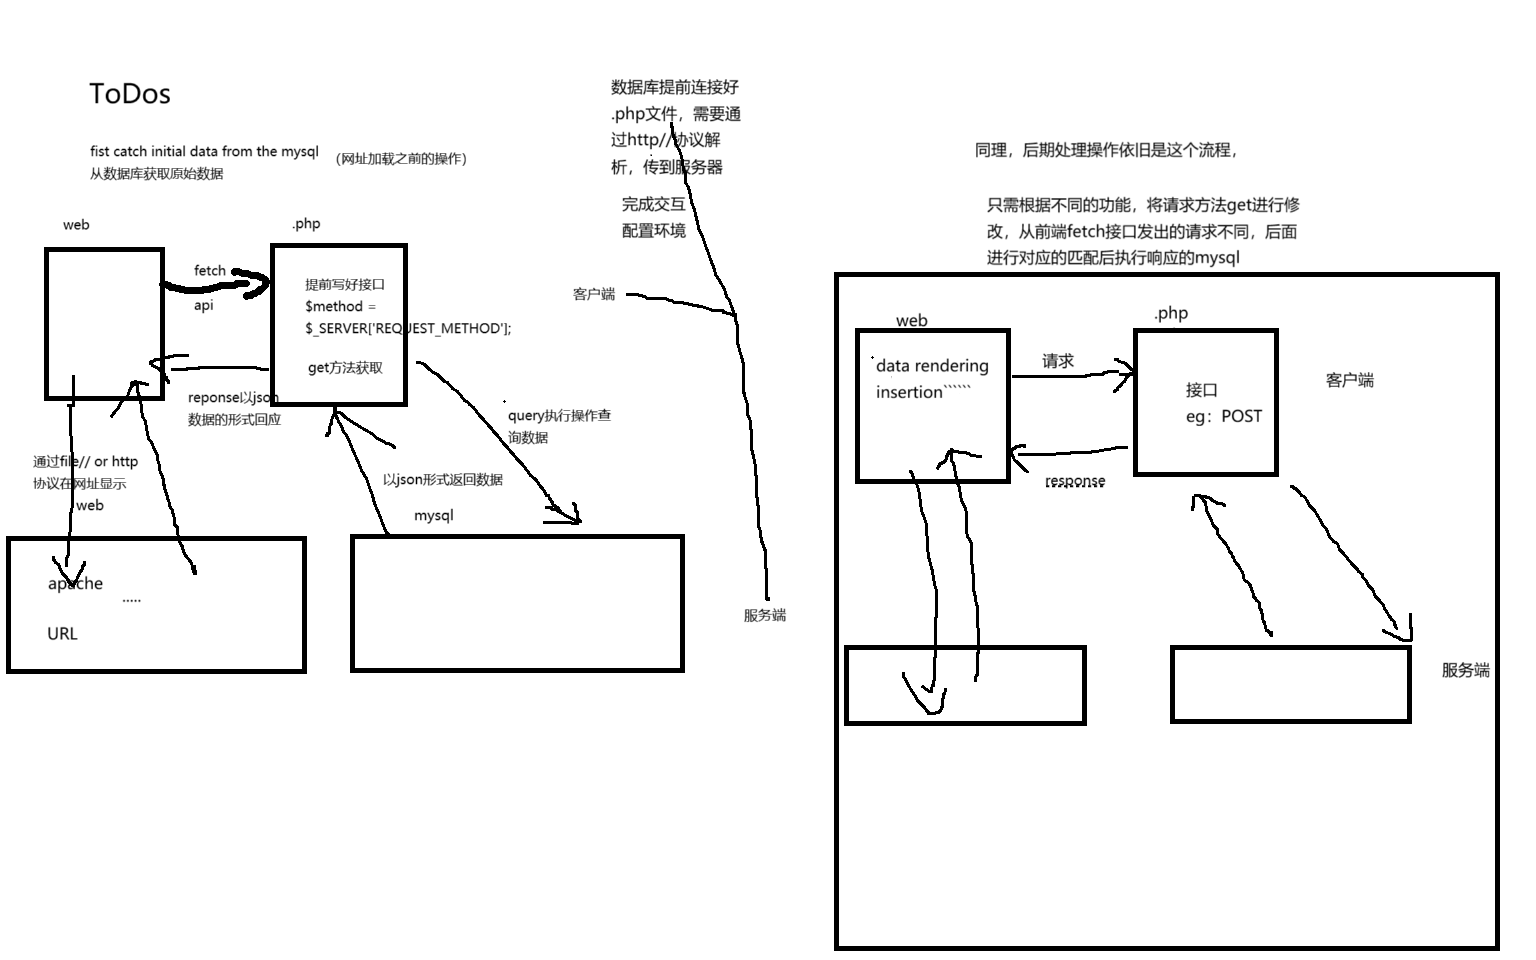 ToDos
fist catch initial data from the mysql
（网址加载之前的操作）
从数据库获取原始数据
web
.php
fetch
api
提前写好接口
$method =
$_SERVER['REQUEST_METHOD'];
get方法获取
reponse以json
数据的形式回应
query执行操作查
询数据
通过file// or http
协议在网址显示
web
以json形式返回数据
mysql
apache
.....
URL
数据库提前连接好
.php文件，需要通
过http//协议解
析，传到服务器
完成交互
配置环境
客户端
服务端
同理，后期处理操作依旧是这个流程，
只需根据不同的功能，将请求方法get进行修
改，从前端fetch接口发出的请求不同，后面
进行对应的匹配后执行响应的mysql
web
.php
data rendering
insertion``````
请求
接口
eg：POST
客户端
response
服务端